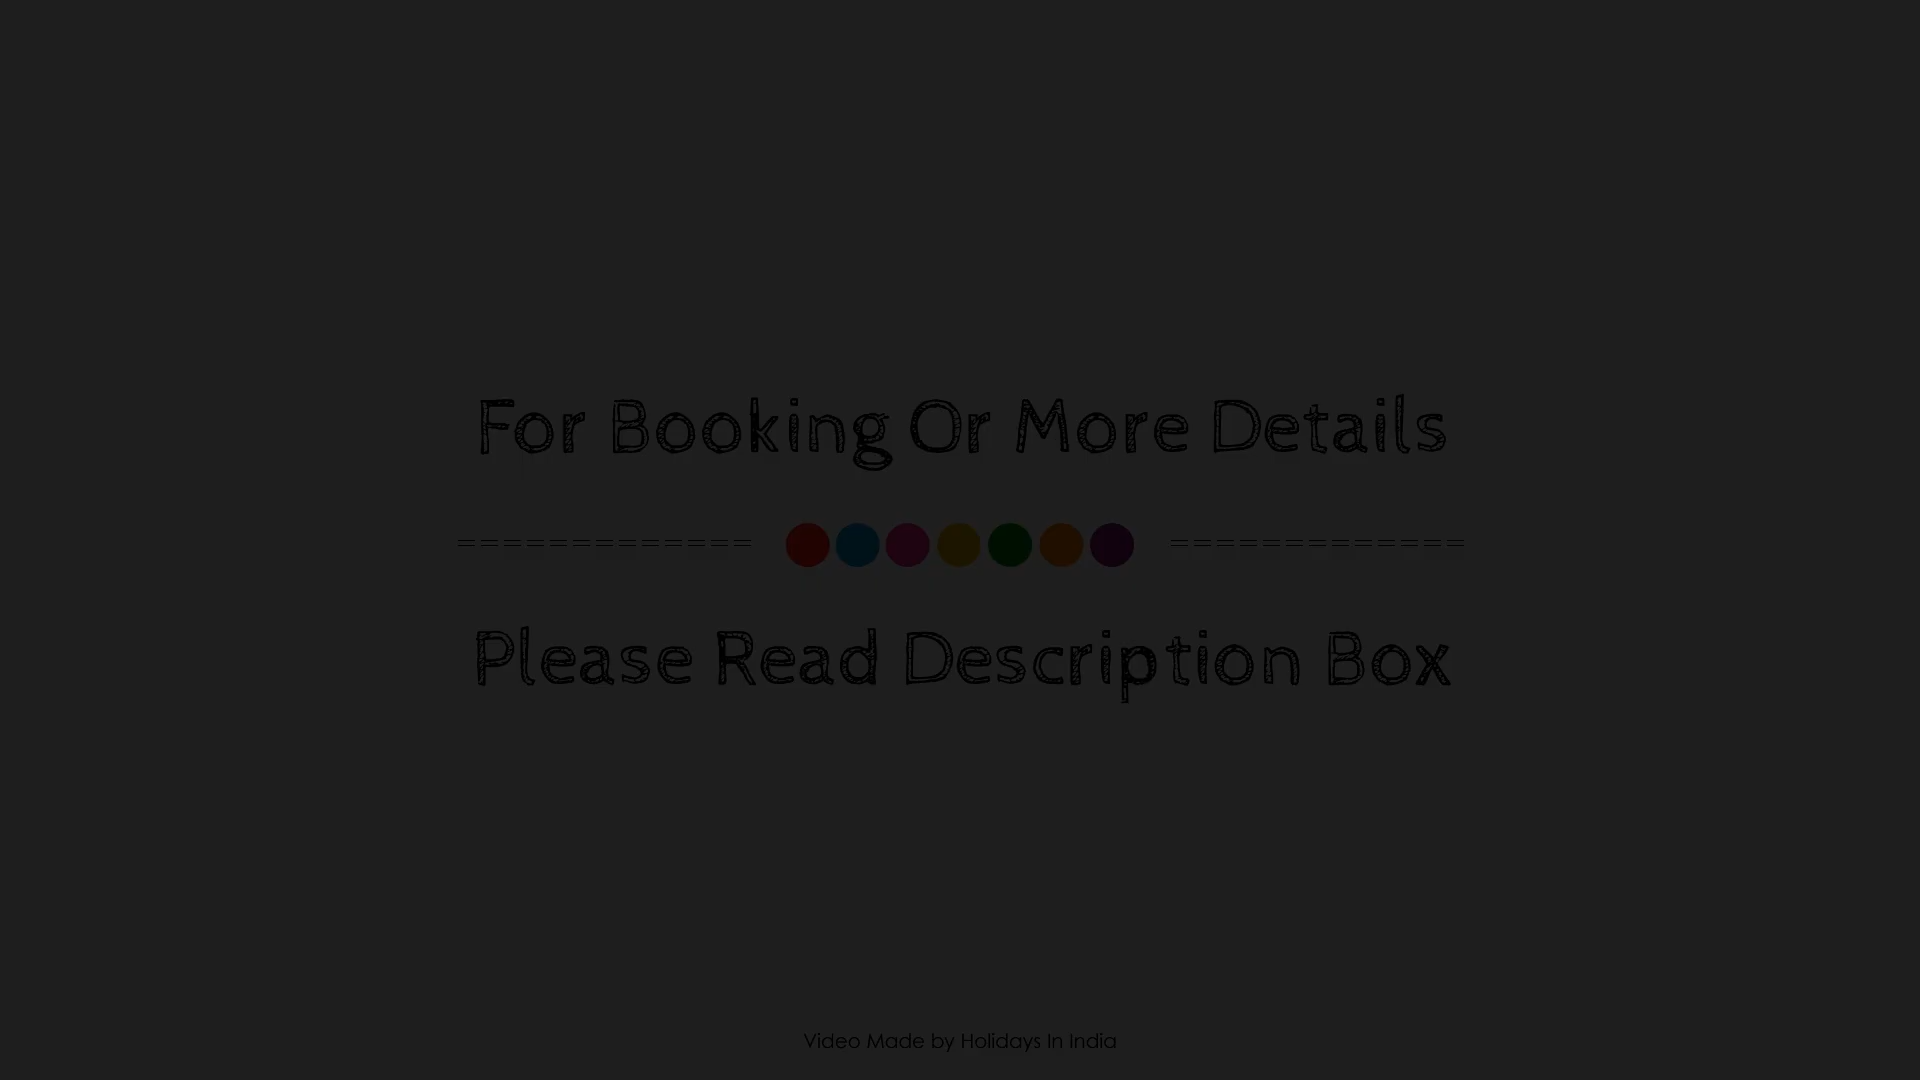 For Booking Or More Details
============= =============
Please Read Description Box
Video Made by Holidays In India